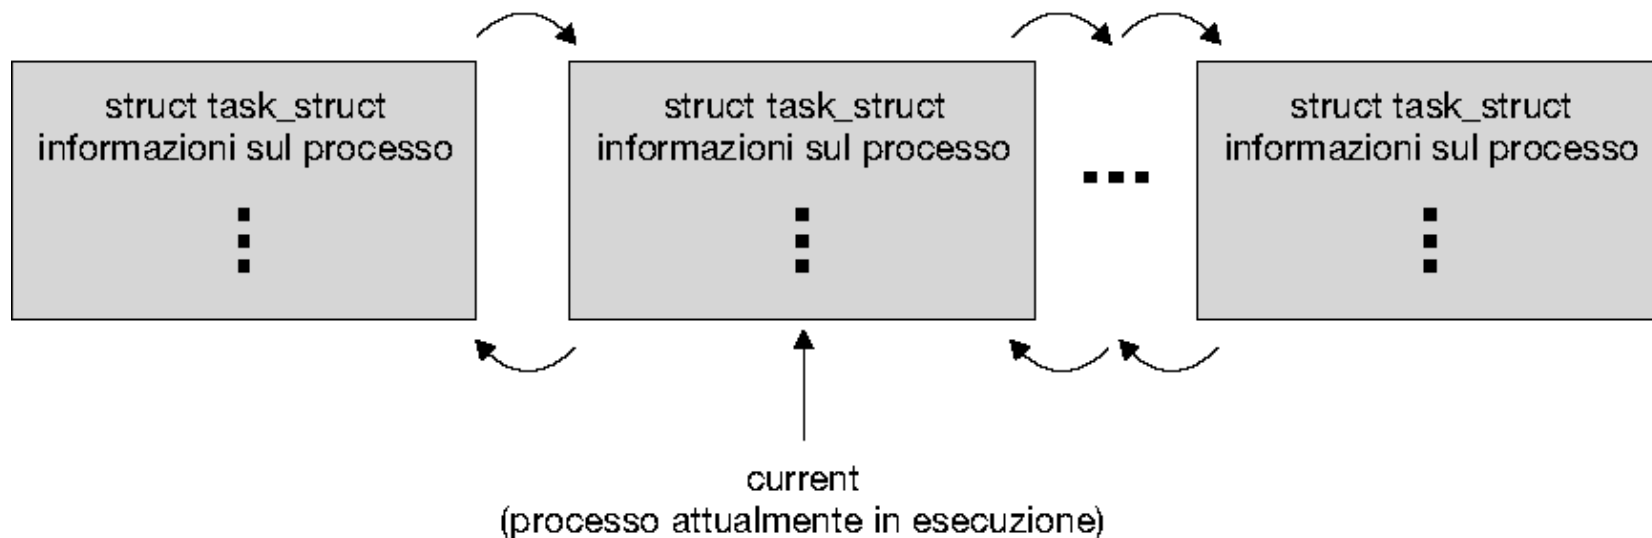 struct task_struct
informazioni sul processo
struct task_struct
informazioni sul processo
struct task_struct
informazioni sul processo
current
(processo attualmente in esecuzione)